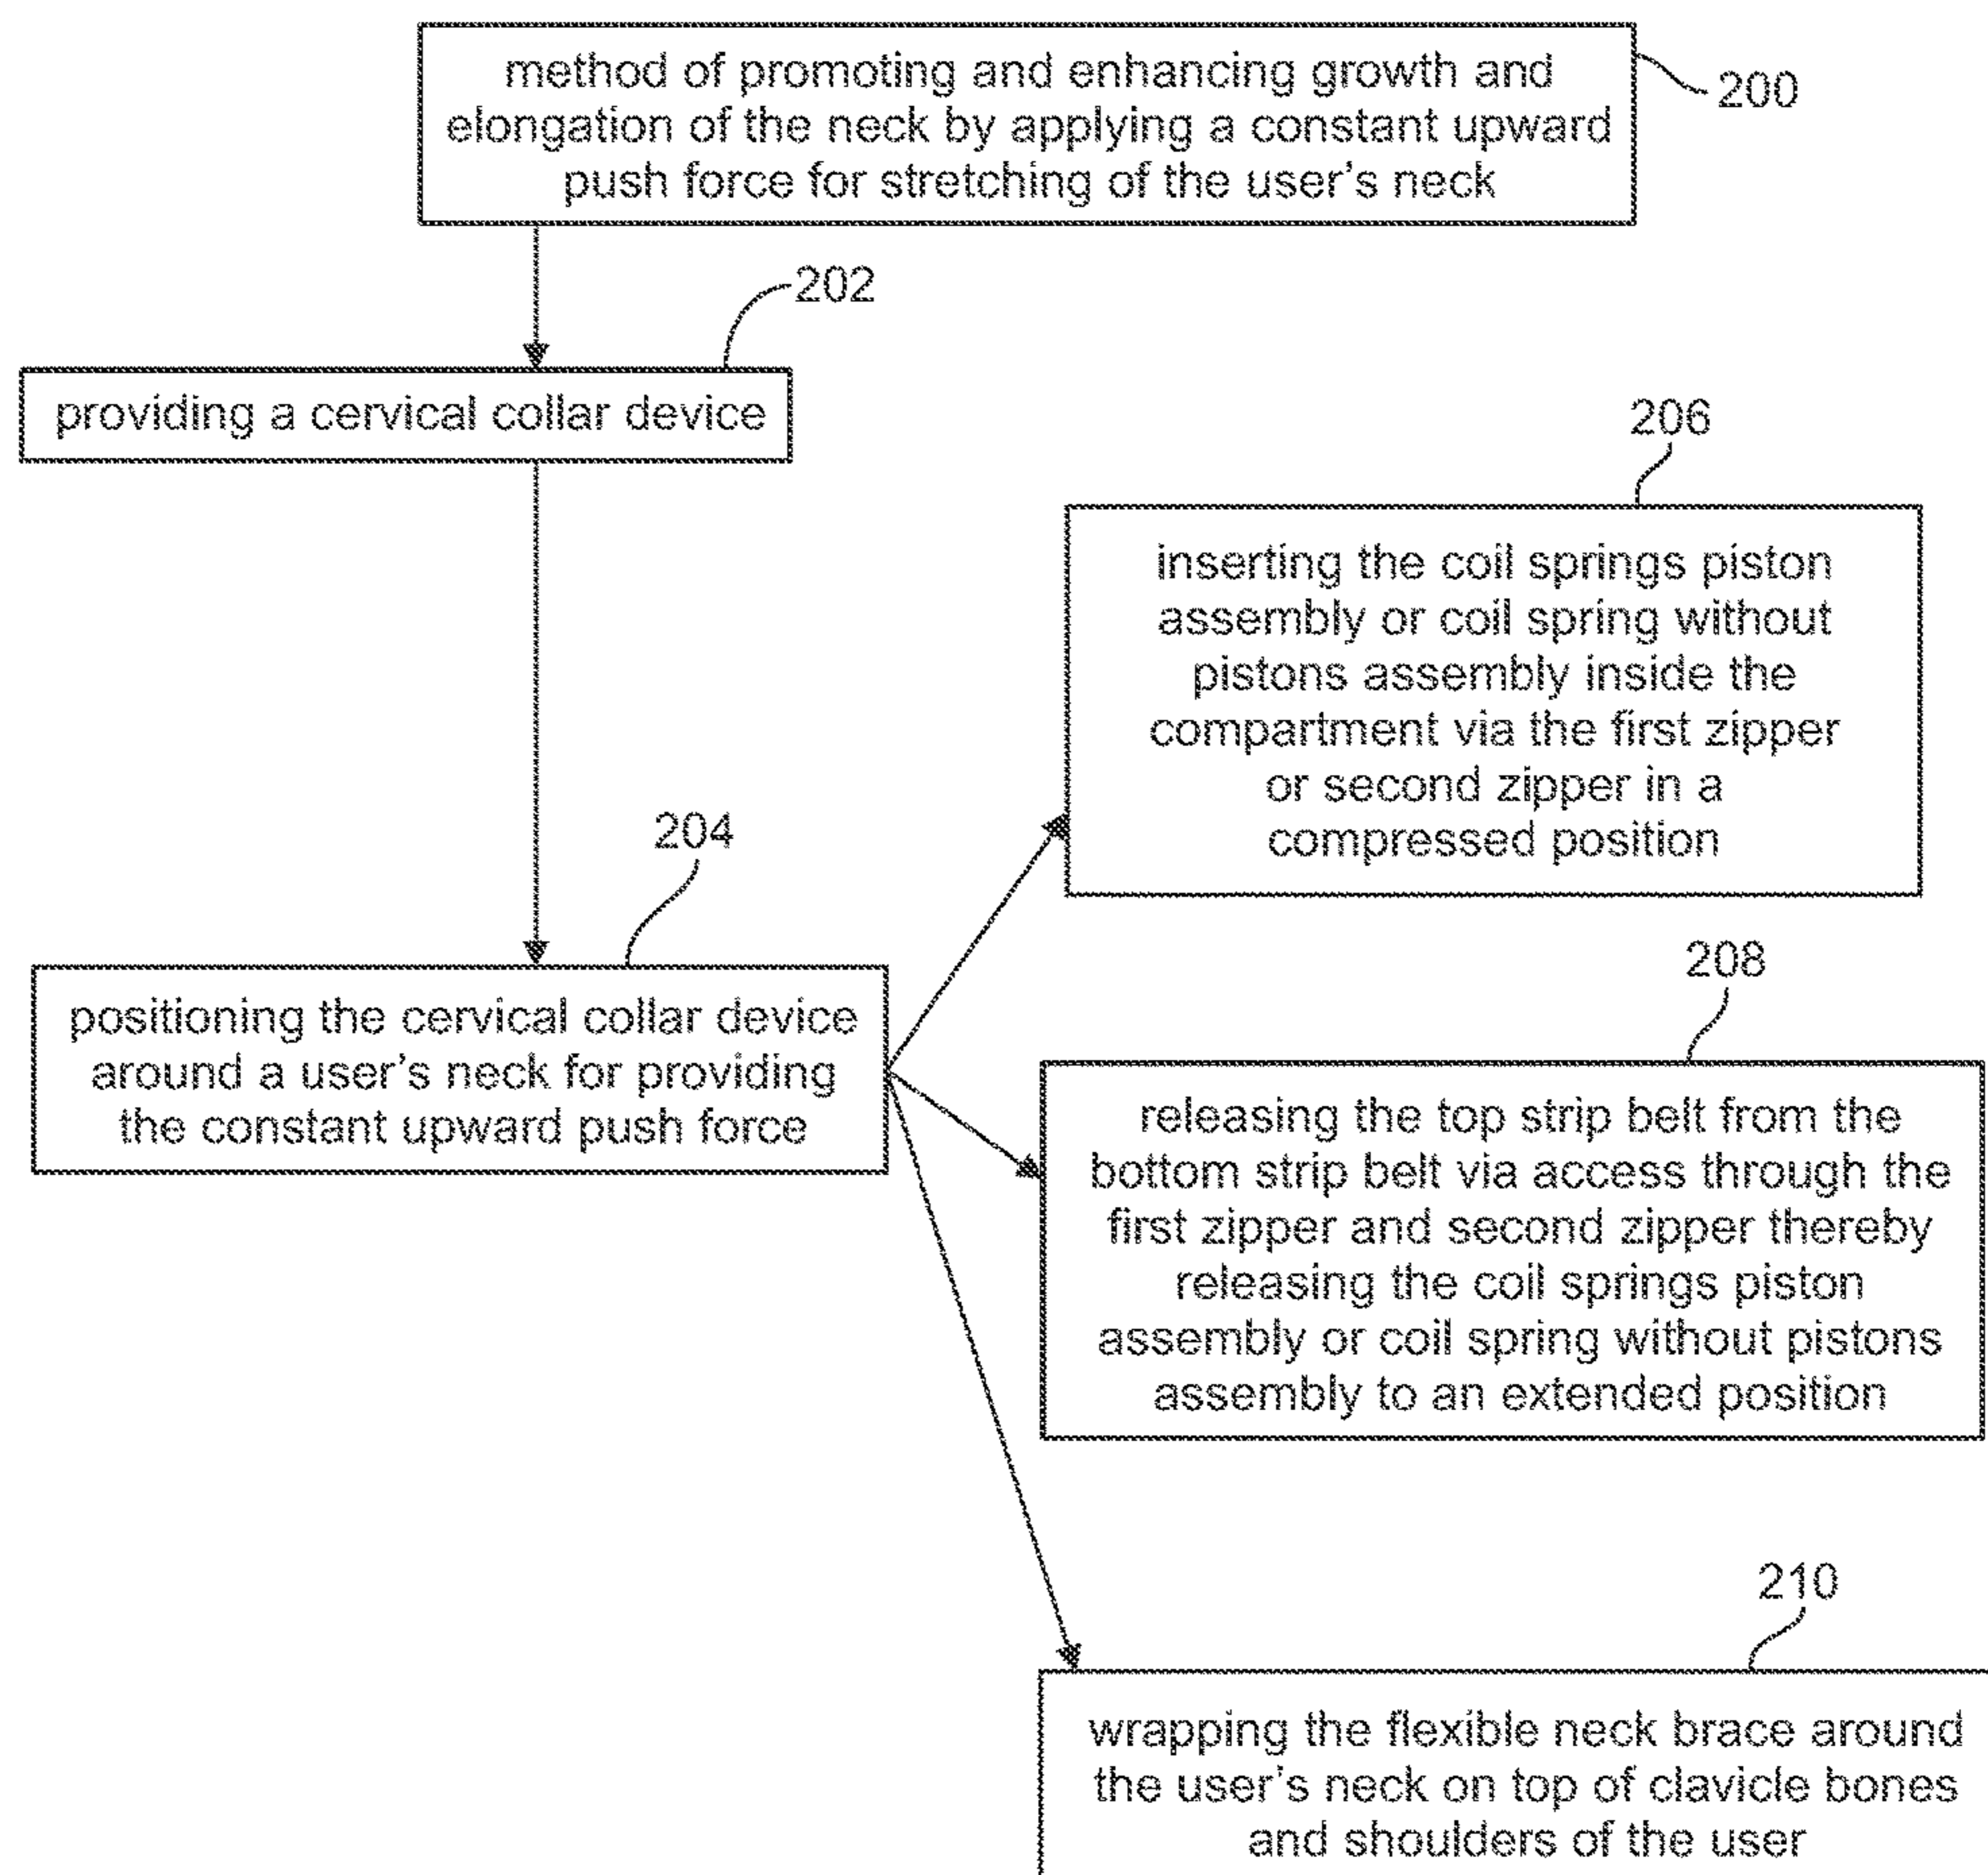 method of promoting and enhancing growth and
elongation of the neck by applying a constant upward
push force for stretching of the user's neck
200
202
providing a cervical collar device
206
inserting the coil springs piston
assembly or coil spring without
pistons assembly inside the
compartment via the first zipper
or second zipper in a
compressed position
204
positioning the cervical collar device
around a user's neck for providing
the constant upward push force
208
releasing the top strip belt from the
bottom strip belt via access through the
first zipper and second zipper thereby
releasing the coil springs piston
assembly or coil spring without pistons
assembly to an extended position
210
wrapping the flexible neck brace around
the user's neck on top of clavicle bones
and shoulders of the user